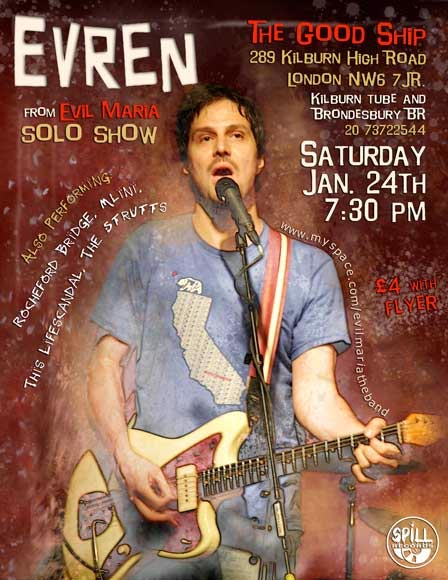 EVREN
FROM EVIL MARIA
SOLO SHOW
THE GOOD SHIP
289 KILBURN HIGH ROAD
LONDON NW6 7JR.
KILBURN TUBE AND
BRONDESBURY BR
20 73722544
SATURDAY
JAN. 24TH
7:30 PM
ALSO PERFORMING:
ROCHEFORD BRIDGE, MLINI,
THIS LIFESCANDAL, THE STRUTTS
www.myspace.com/evilmariatheband
£4 WITH
FLYER
SPILL
RECORDS